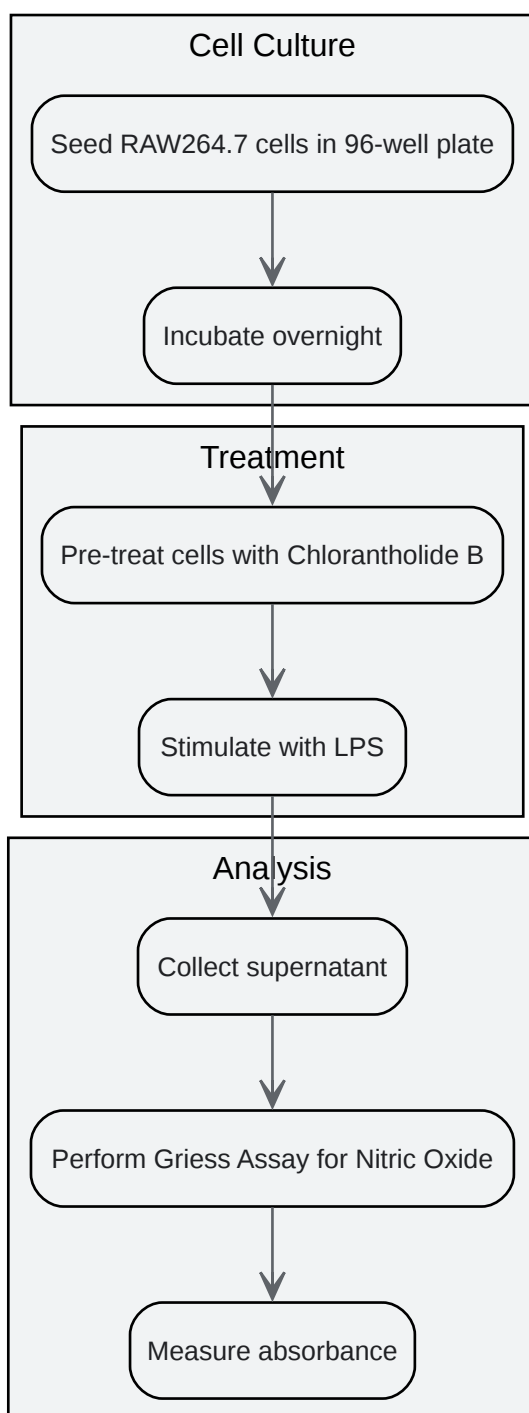 Cell Culture
Seed RAW264.7 cells in 96-well plate
Incubate overnight
Treatment
Pre-treat cells with Chlorantholide B
Stimulate with LPS
Analysis
Collect supernatant
Perform Griess Assay for Nitric Oxide
Measure absorbance